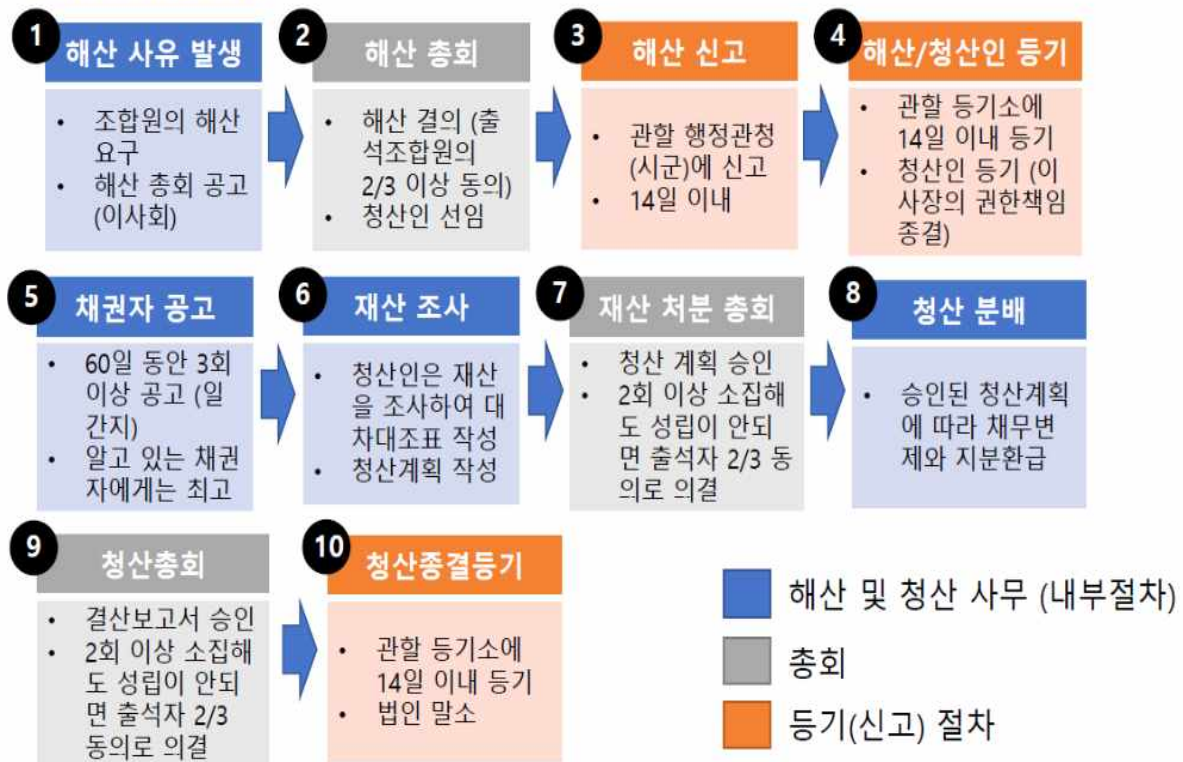 1
해산 사유 발생
• 조합원의 해산
요구
• 해산 총회 공고
(이사회)
2
해산 총회
• 해산 결의 (출
석조합원의
2/3 이상 동의)
• 청산인 선임
3
해산 신고
• 관할 행정관청
(시군)에 신고
• 14일 이내
4
해산/청산인 등기
• 관할 등기소에
14일 이내 등기
• 청산인 등기 (이
사장의 권한책임
종결)
5
채권자 공고
• 60일 동안 3회
이상 공고 (일
간지)
• 알고 있는 채권
자에게는 최고
6
재산 조사
• 청산인은 재산
을 조사하여 대
차대조표 작성
• 청산계획 작성
7
재산 처분 총회
• 청산 계획 승인
• 2회 이상 소집해
도 성립이 안되
면 출석자 2/3 동
의로 의결
8
청산 분배
• 승인된 청산계획
에 따라 채무변
제와 지분환급
9
청산총회
• 결산보고서 승인
• 2회 이상 소집해
도 성립이 안되
면 출석자 2/3
동의로 의결
10
청산종결등기
• 관할 등기소에
14일 이내 등기
• 법인 말소
해산 및 청산 사무 (내부절차)
총회
등기(신고) 절차